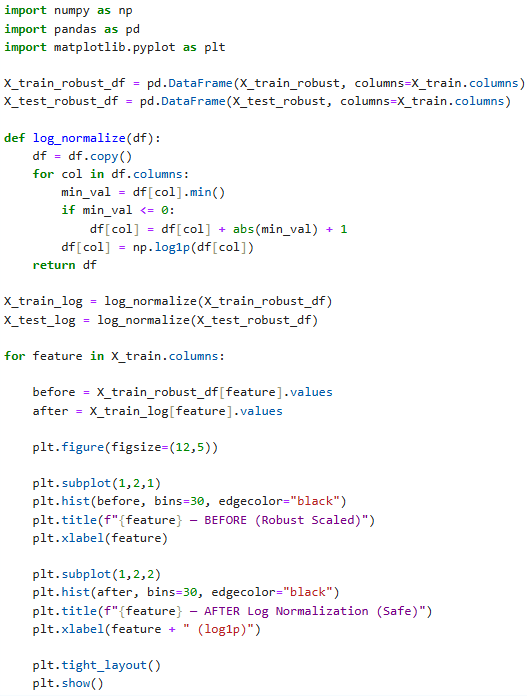 import numpy as np
import pandas as pd
import matplotlib.pyplot as plt
X_train_robust_df = pd.DataFrame(X_train_robust, columns=X_train.columns)
X_test_robust_df = pd.DataFrame(X_test_robust, columns=X_train.columns)
def log_normalize(df):
    df = df.copy()
    for col in df.columns:
        min_val = df[col].min()
        if min_val <= 0:
            df[col] = df[col] + abs(min_val) + 1
        df[col] = np.log1p(df[col])
    return df
X_train_log = log_normalize(X_train_robust_df)
X_test_log = log_normalize(X_test_robust_df)
for feature in X_train.columns:
    before = X_train_robust_df[feature].values
    after = X_train_log[feature].values
    plt.figure(figsize=(12,5))
    plt.subplot(1,2,1)
    plt.hist(before, bins=30, edgecolor="black")
    plt.title(f"{feature} — BEFORE (Robust Scaled)")
    plt.xlabel(feature)
    plt.subplot(1,2,2)
    plt.hist(after, bins=30, edgecolor="black")
    plt.title(f"{feature} — AFTER Log Normalization (Safe)")
    plt.xlabel(feature + " (log1p)")
    plt.tight_layout()
    plt.show()